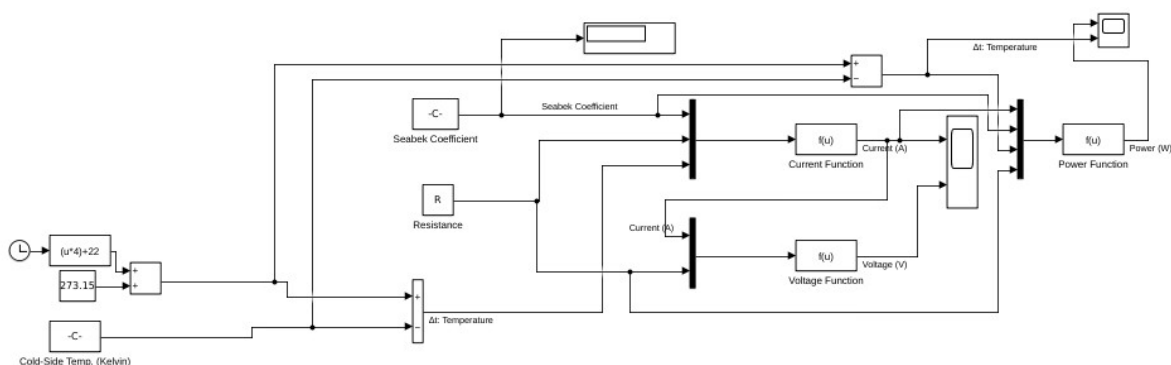 Δt: Temperature
+
−
-C-
Seabek Coefficient
Seabek Coefficient
f(u)
Current Function
Current (A)
f(u)
Power Function
Power (W)
R
Resistance
Current (A)
f(u)
Voltage Function
Voltage (V)
(u*4)+22
273.15
+
+
+
−
Δt: Temperature
-C-
Cold-Side Temp. (Kelvin)